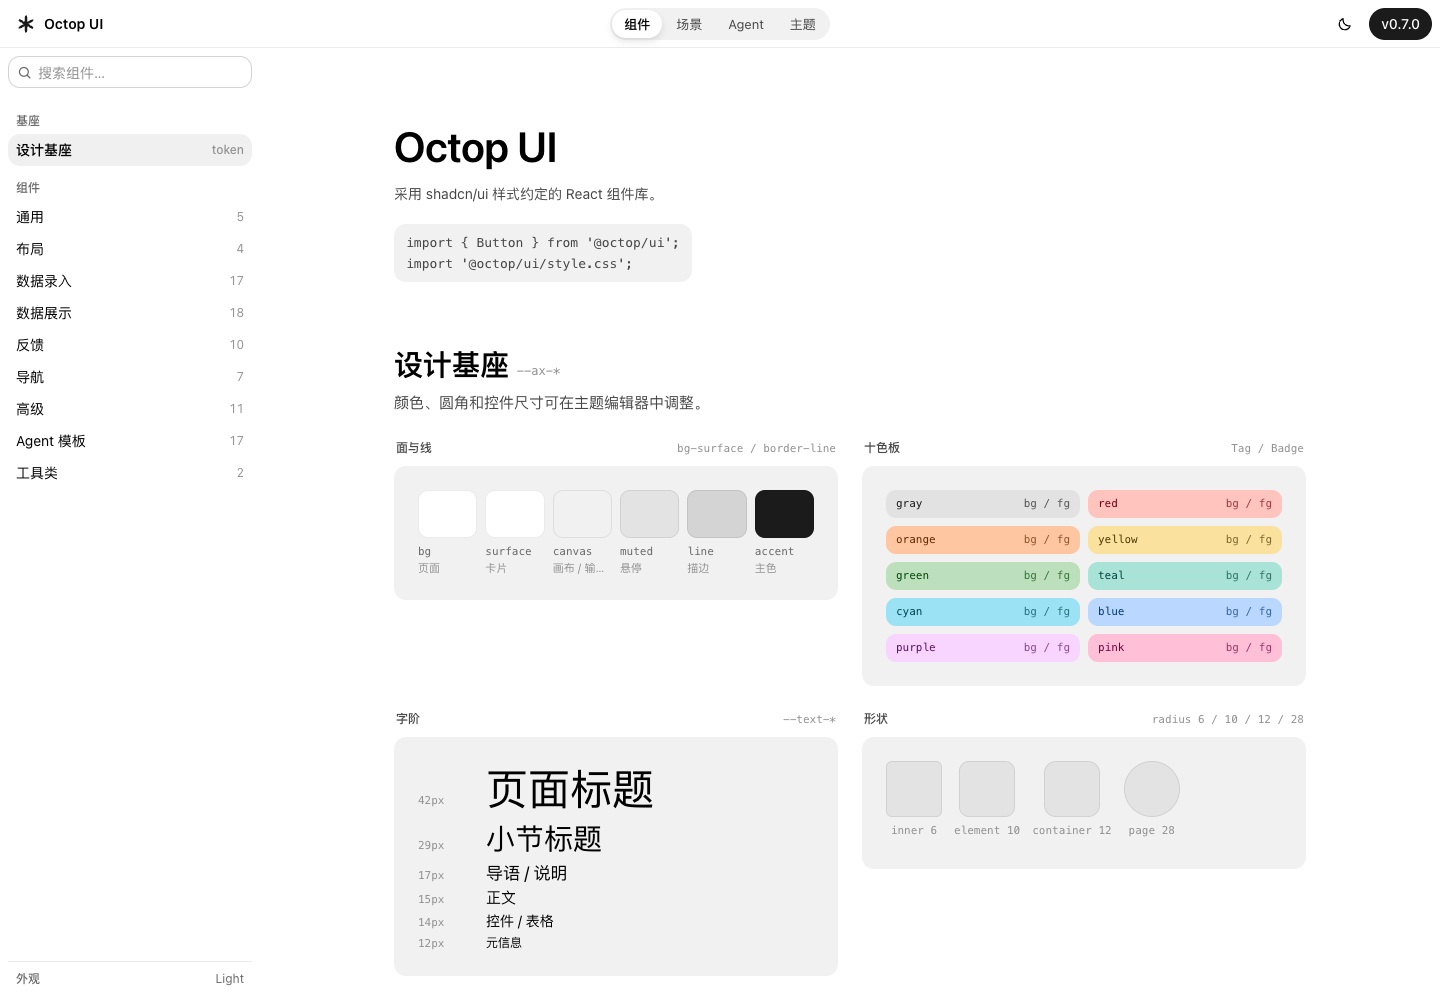 Octop UI
组件
场景
Agent
主题
v0.7.0
搜索组件...
基座
设计基座 token
组件
通用 5
布局 4
数据录入 17
数据展示 18
反馈 10
导航 7
高级 11
Agent 模板 17
工具类 2
外观 Light
Octop UI
采用 shadcn/ui 样式约定的 React 组件库。
import { Button } from '@octop/ui';
import '@octop/ui/style.css';
设计基座 --ax-*
颜色、圆角和控件尺寸可在主题编辑器中调整。
面与线 bg-surface / border-line
bg
页面
surface
卡片
canvas
画布 / 输...
muted
悬停
line
描边
accent
主色
十色板 Tag / Badge
gray bg / fg
red bg / fg
orange bg / fg
yellow bg / fg
green bg / fg
teal bg / fg
cyan bg / fg
blue bg / fg
purple bg / fg
pink bg / fg
字阶 --text-*
42px 页面标题
29px 小节标题
17px 导语 / 说明
15px 正文
14px 控件 / 表格
12px 元信息
形状 radius 6 / 10 / 12 / 28
inner 6
element 10
container 12
page 28